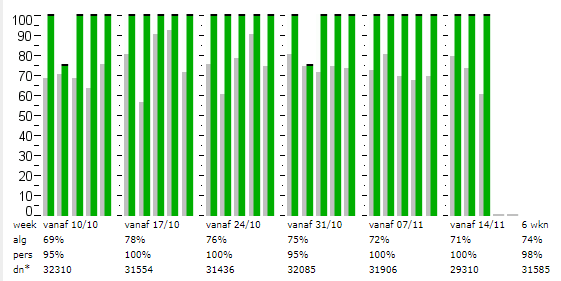 100
90
80
70
60
50
40
30
20
10
0
week vanaf 10/10 vanaf 17/10 vanaf 24/10 vanaf 31/10 vanaf 07/11 vanaf 14/11 6 wkn
alg 69% 78% 76% 75% 72% 71% 74%
pers 95% 100% 100% 95% 100% 100% 98%
dn* 32310 31554 31436 32085 31906 29310 31585